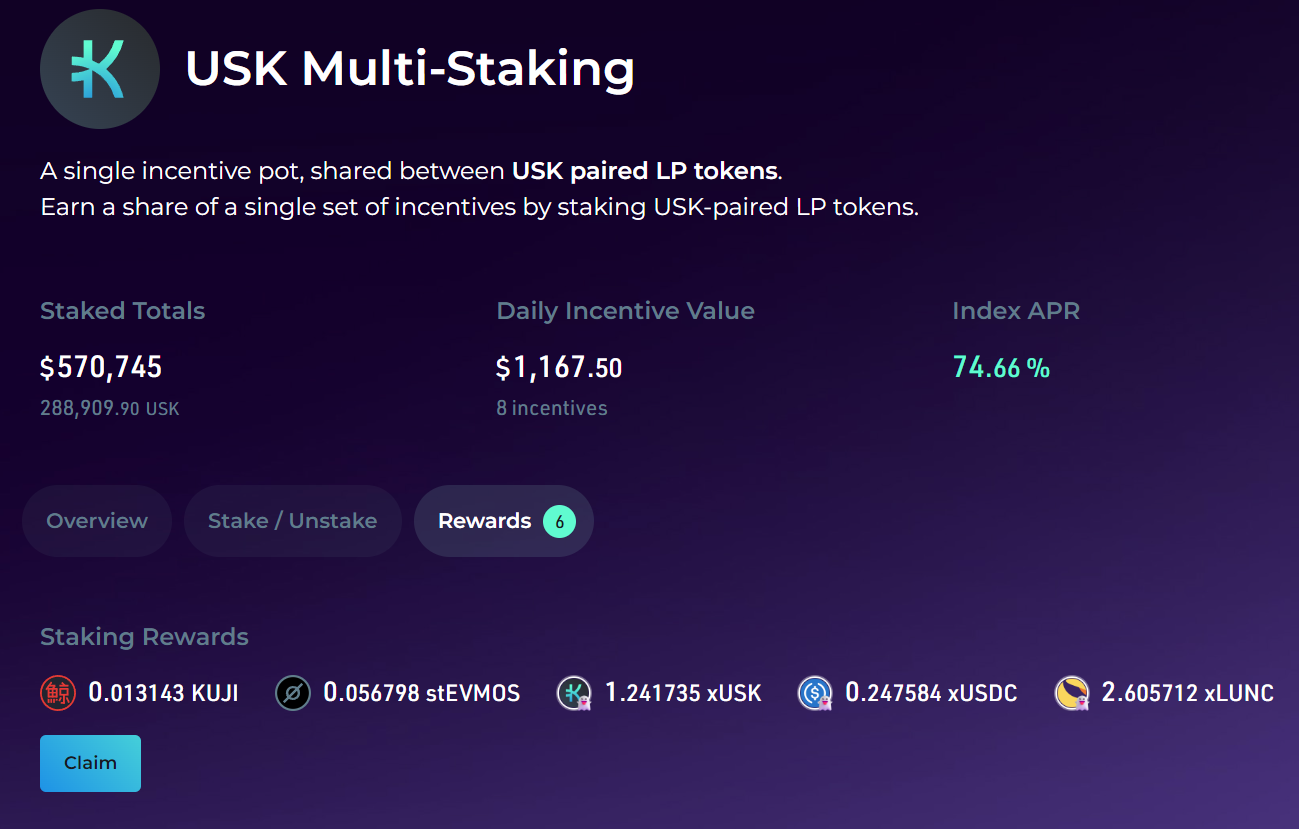 USK Multi-Staking
A single incentive pot, shared between USK paired LP tokens.
Earn a share of a single set of incentives by staking USK-paired LP tokens.
Staked Totals
$570,745
288,909.90 USK
Daily Incentive Value
$1,167.50
8 incentives
Index APR
74.66 %
Overview
Stake / Unstake
Rewards 6
Staking Rewards
鯨 0.013143 KUJI 0.056798 stEVMOS 1.241735 xUSK 0.247584 xUSDC 2.605712 xLUNC
Claim